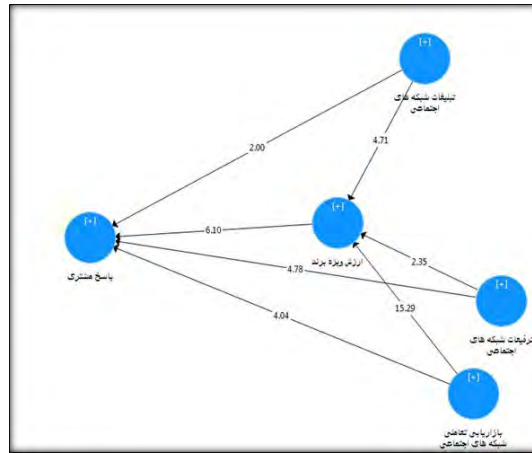 [+]
تبلیغات شبکه های
اجتماعی
2.00
4.71
[+]
ارزش ویژه برند
[+]
پاسخ مشتری
6.10
4.78
2.35
[+]
ترفیعات شبکه های
اجتماعی
4.04
15.29
[+]
بازاریابی تعاملی
شبکه های اجتماعی